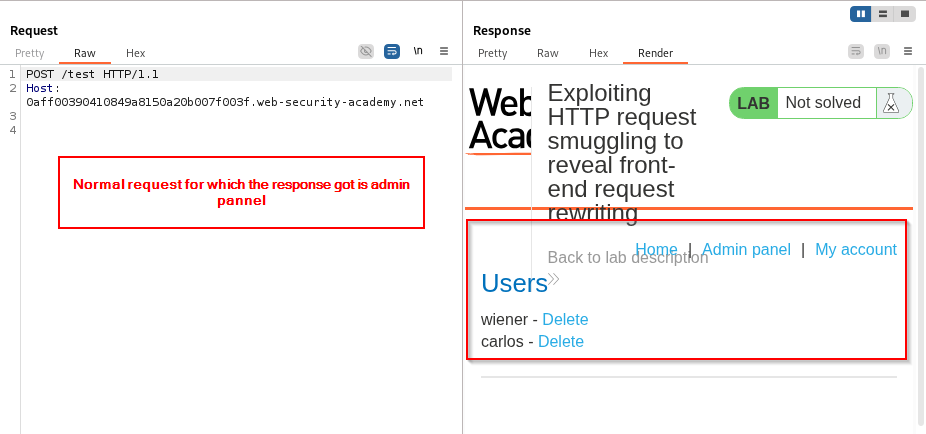 Request
Pretty Raw Hex
\n
1 POST /test HTTP/1.1
2 Host:
0aff00390410849a8150a20b007f003f.web-security-academy.net
3
4
Normal request for which the response got is admin
pannel
Response
Pretty Raw Hex Render
\n
Web
Aca
Exploiting
HTTP request
smuggling to
reveal front-
end request
rewriting
LAB Not solved
Home | Admin panel | My account
Back to lab description
Users
wiener - Delete
carlos - Delete